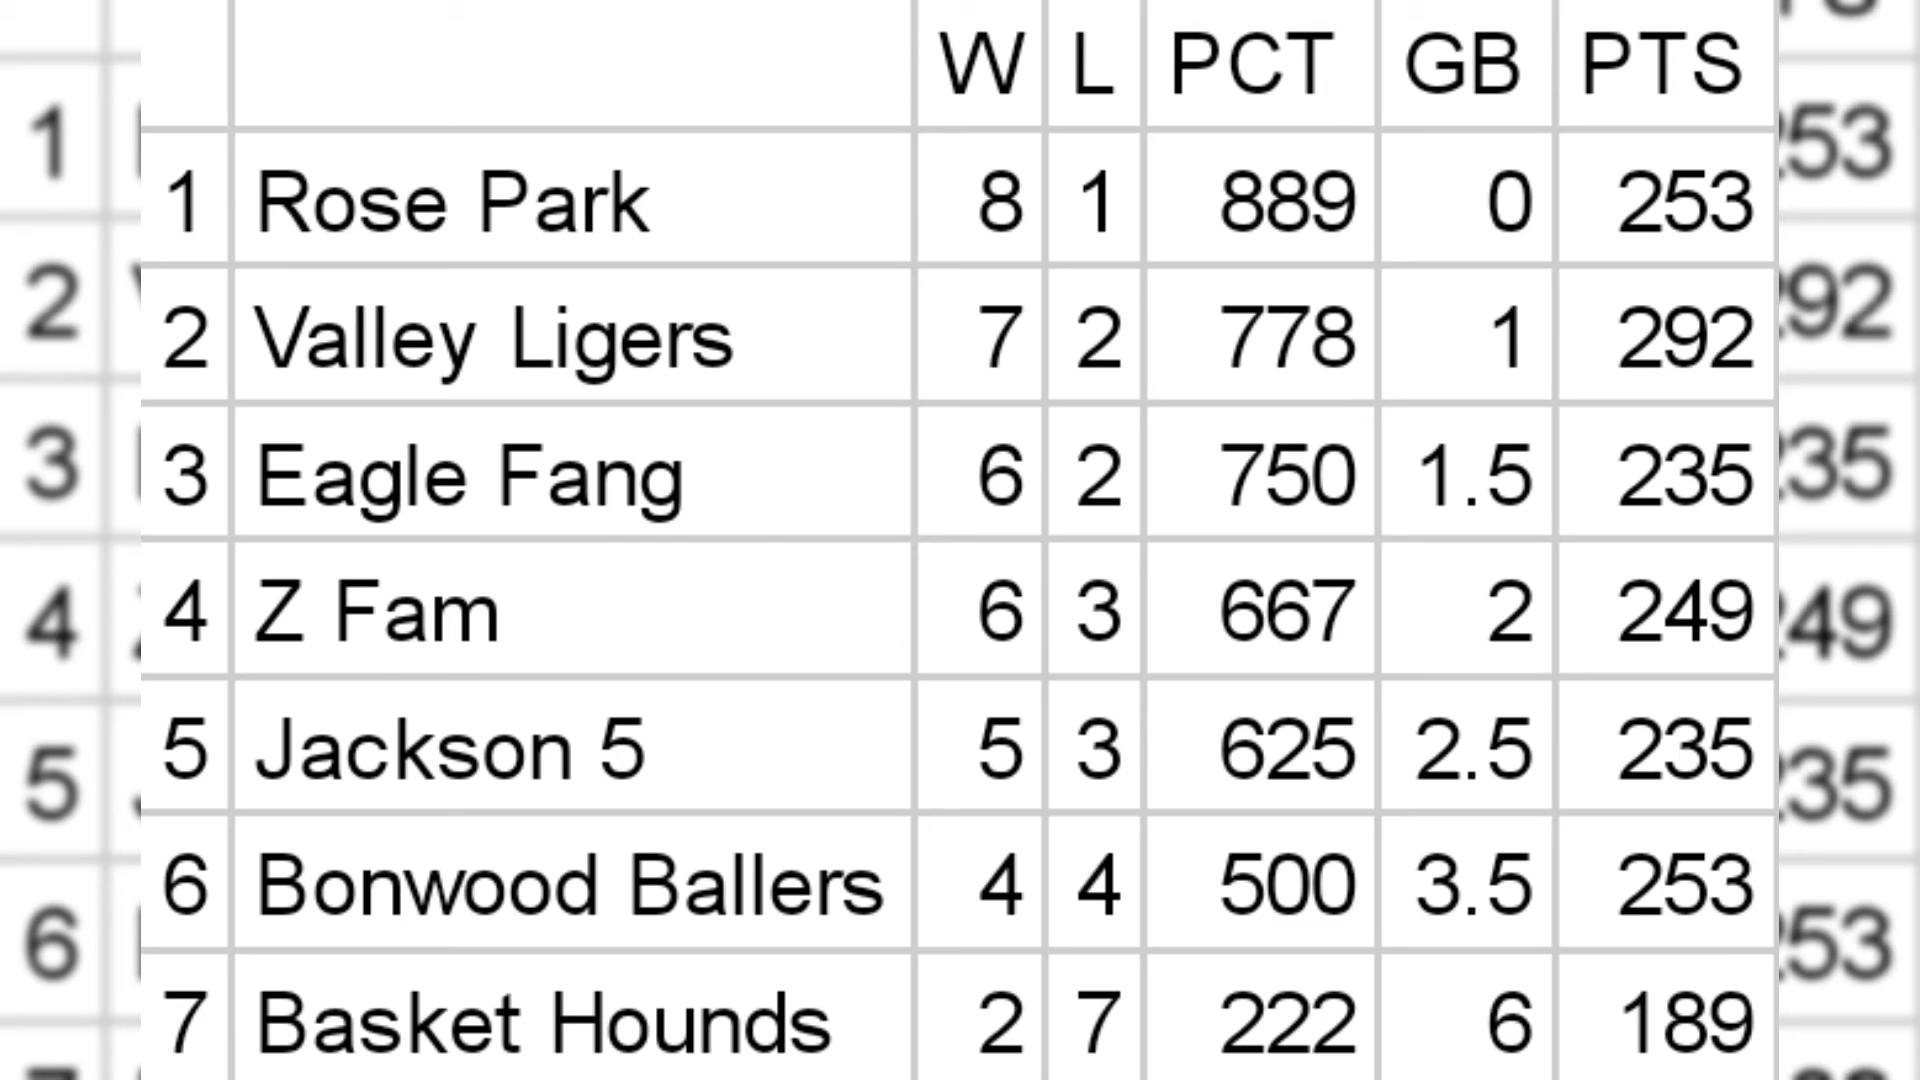 W L PCT GB PTS
1 Rose Park 8 1 889 0 253
2 Valley Ligers 7 2 778 1 292
3 Eagle Fang 6 2 750 1.5 235
4 Z Fam 6 3 667 2 249
5 Jackson 5 5 3 625 2.5 235
6 Bonwood Ballers 4 4 500 3.5 253
7 Basket Hounds 2 7 222 6 189